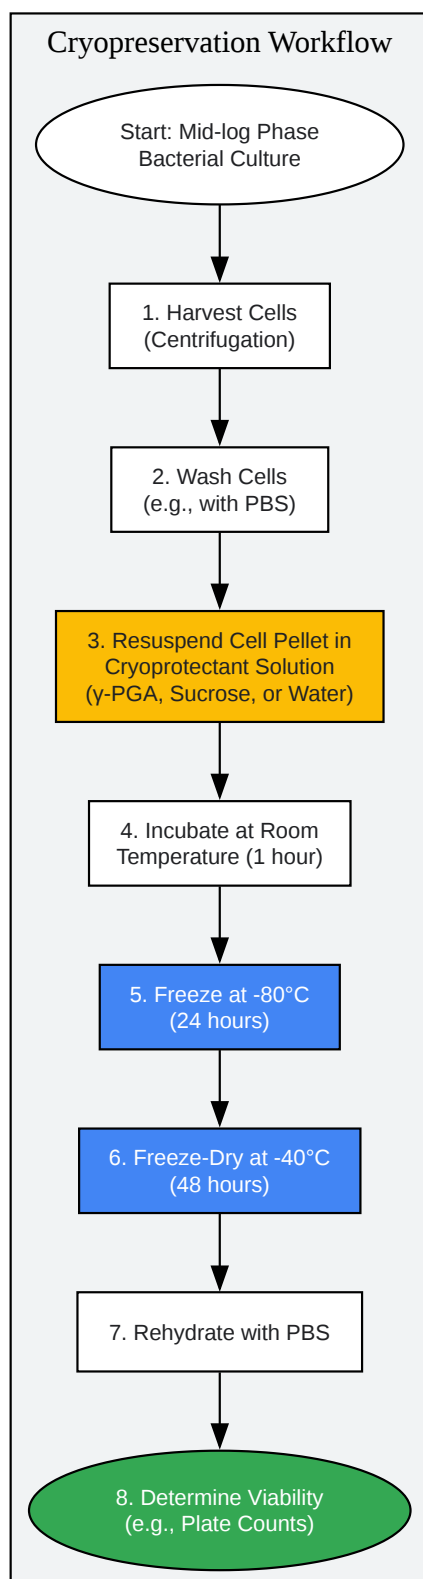 Cryopreservation Workflow
Start: Mid-log Phase
Bacterial Culture
1. Harvest Cells
(Centrifugation)
2. Wash Cells
(e.g., with PBS)
3. Resuspend Cell Pellet in
Cryoprotectant Solution
(γ-PGA, Sucrose, or Water)
4. Incubate at Room
Temperature (1 hour)
5. Freeze at -80°C
(24 hours)
6. Freeze-Dry at -40°C
(48 hours)
7. Rehydrate with PBS
8. Determine Viability
(e.g., Plate Counts)